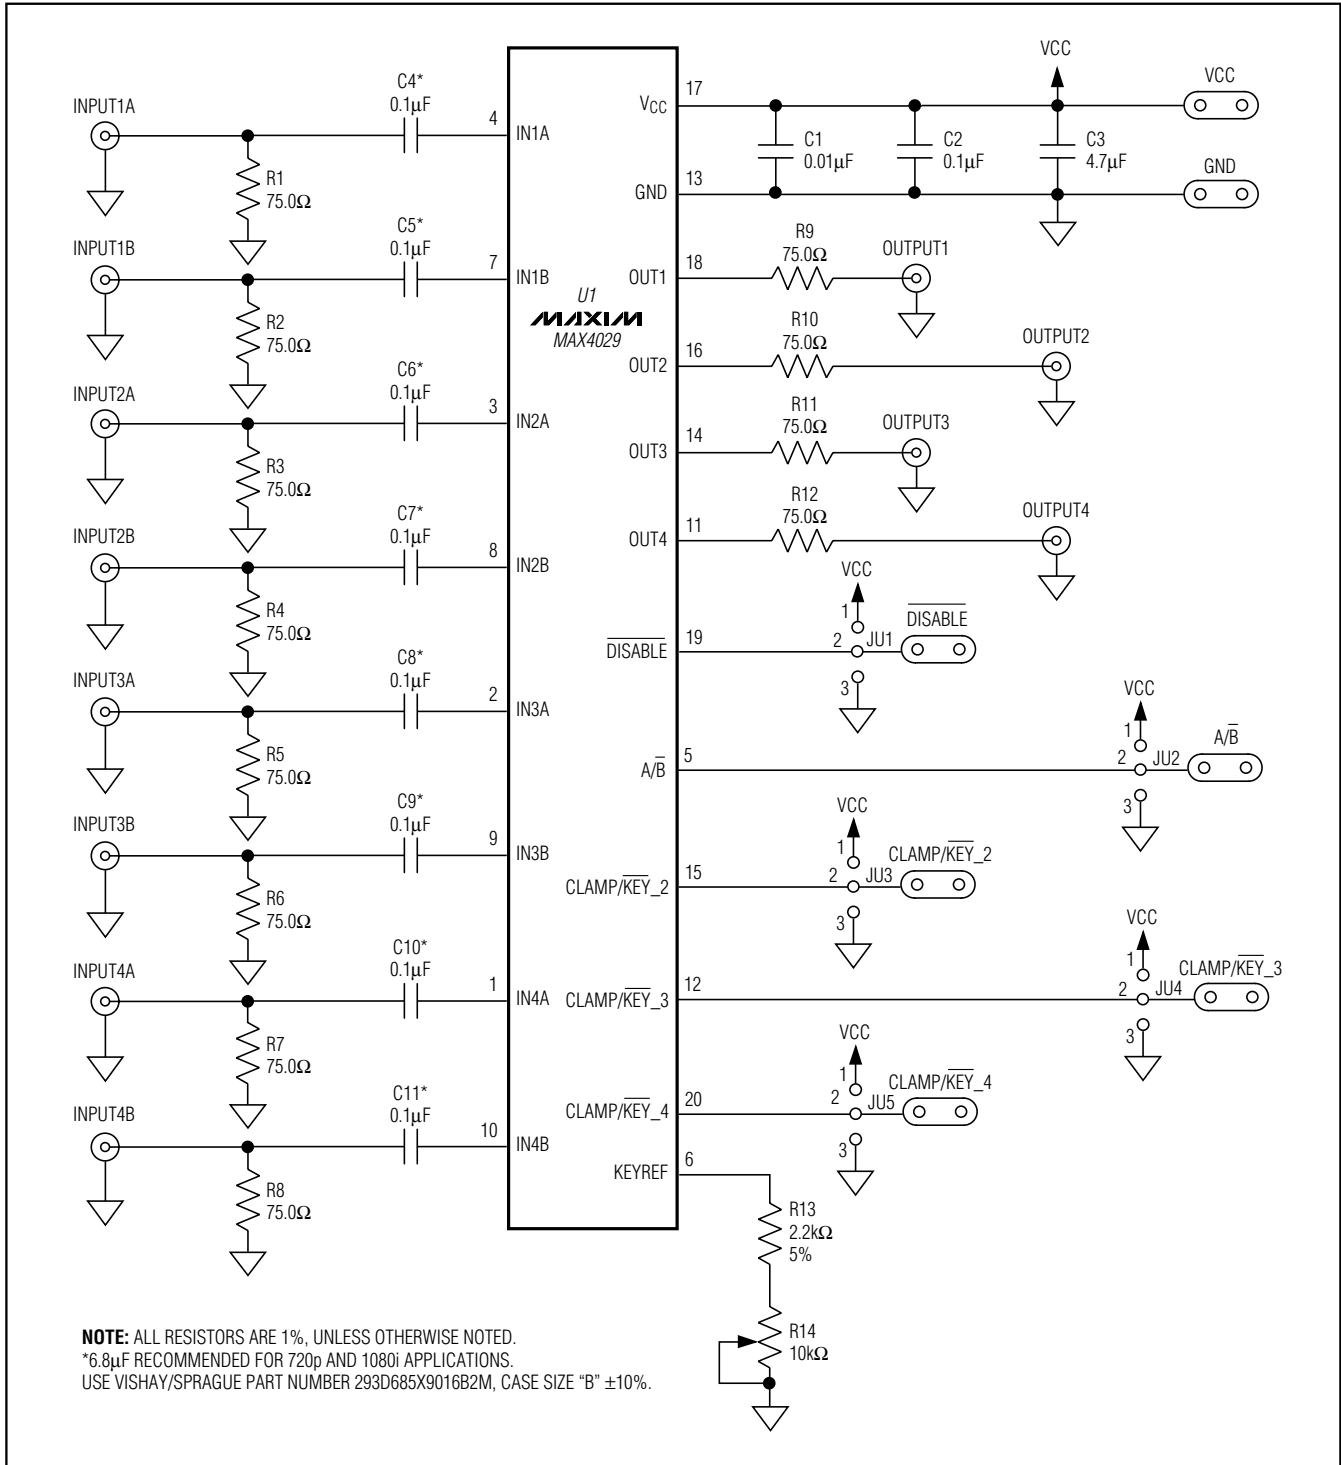 INPUT1A
C4*
0.1µF
4
IN1A
R1
75.0Ω
INPUT1B
C5*
0.1µF
7
IN1B
R2
75.0Ω
INPUT2A
C6*
0.1µF
3
IN2A
R3
75.0Ω
INPUT2B
C7*
0.1µF
8
IN2B
R4
75.0Ω
INPUT3A
C8*
0.1µF
2
IN3A
R5
75.0Ω
INPUT3B
C9*
0.1µF
9
IN3B
R6
75.0Ω
INPUT4A
C10*
0.1µF
1
IN4A
R7
75.0Ω
INPUT4B
C11*
0.1µF
10
IN4B
R8
75.0Ω
U1
MAXIM
MAX4029
VCC
17
VCC
VCC
C1
0.01µF
C2
0.1µF
C3
4.7µF
GND
13
GND
OUT1
18
R9
75.0Ω
OUTPUT1
OUT2
16
R10
75.0Ω
OUTPUT2
OUT3
14
R11
75.0Ω
OUTPUT3
OUT4
11
R12
75.0Ω
OUTPUT4
D̅I̅S̅A̅B̅L̅E̅
19
VCC
1
2
3
JU1
D̅I̅S̅A̅B̅L̅E̅
A/B̅
5
VCC
1
2
3
JU2
A/B̅
CLAMP/K̅E̅Y̅_2
15
VCC
1
2
3
JU3
CLAMP/K̅E̅Y̅_2
CLAMP/K̅E̅Y̅_3
12
VCC
1
2
3
JU4
CLAMP/K̅E̅Y̅_3
CLAMP/K̅E̅Y̅_4
20
VCC
1
2
3
JU5
CLAMP/K̅E̅Y̅_4
KEYREF
6
R13
2.2kΩ
5%
R14
10kΩ
NOTE: ALL RESISTORS ARE 1%, UNLESS OTHERWISE NOTED.
*6.8µF RECOMMENDED FOR 720p AND 1080i APPLICATIONS.
USE VISHAY/SPRAGUE PART NUMBER 293D685X9016B2M, CASE SIZE “B” ±10%.